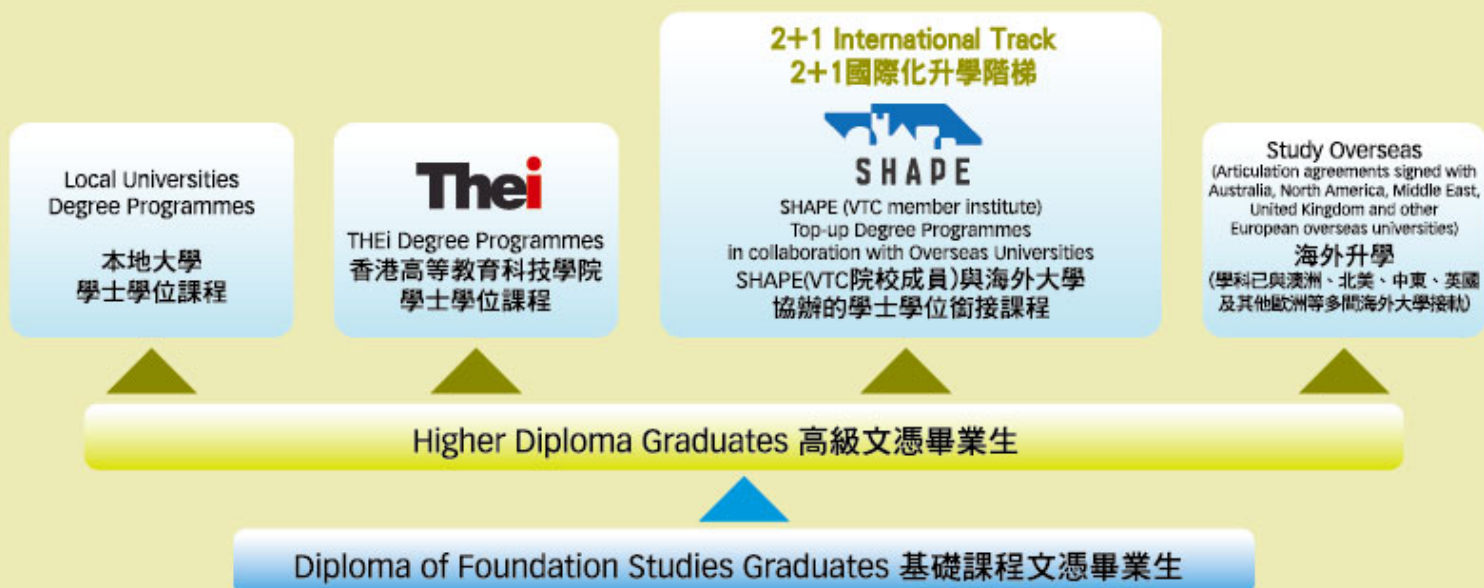 Local Universities
Degree Programmes
本地大學
學士學位課程
THei
THEi Degree Programmes
香港高等教育科技學院
學士學位課程
2+1 International Track
2+1國際化升學階梯
SHAPE
SHAPE (VTC member institute)
Top-up Degree Programmes
in collaboration with Overseas Universities
SHAPE(VTC院校成員)與海外大學
協辦的學士學位銜接課程
Study Overseas
(Articulation agreements signed with
Australia, North America, Middle East,
United Kingdom and other
European overseas universities)
海外升學
(學科已與澳洲、北美、中東、英國
及其他歐洲等多間海外大學接軌)
Higher Diploma Graduates 高級文憑畢業生
Diploma of Foundation Studies Graduates 基礎課程文憑畢業生